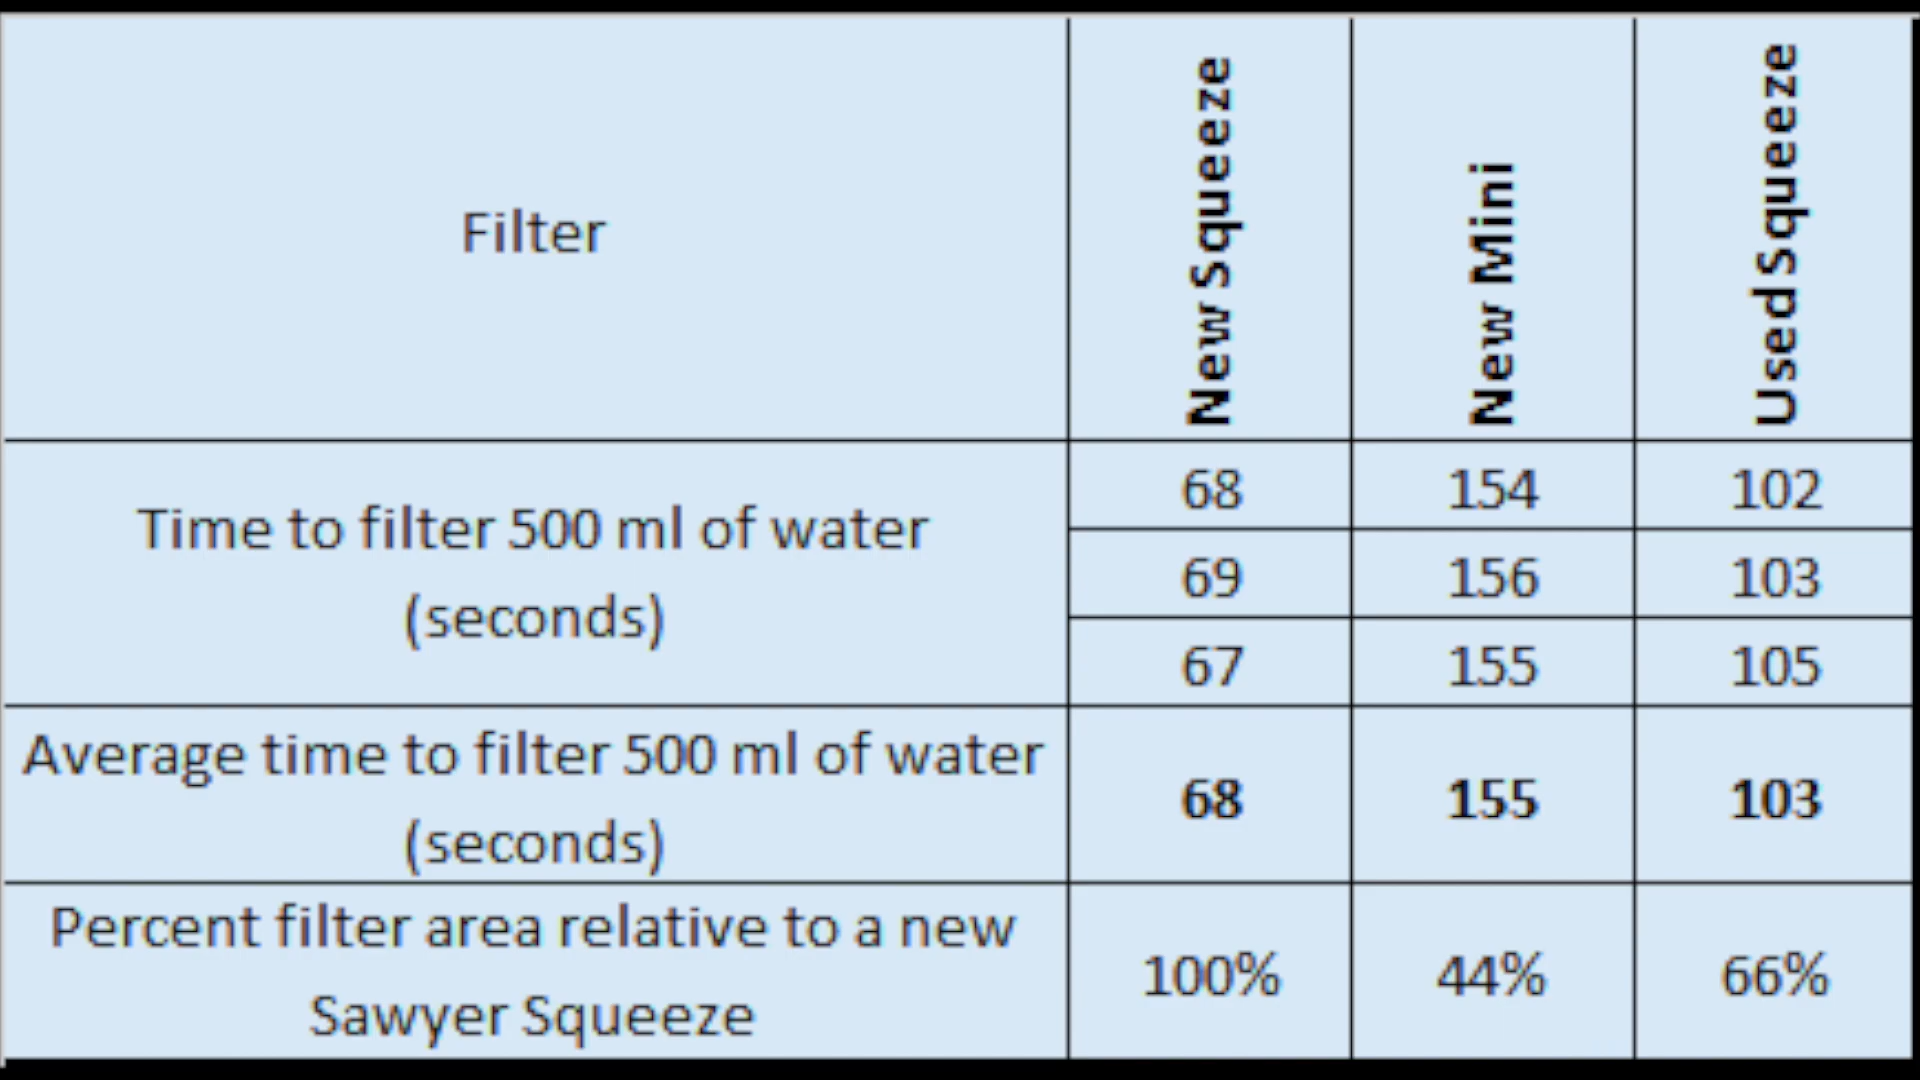 Filter
New Squeeze
New Mini
Used Squeeze
Time to filter 500 ml of water
(seconds)
68
154
102
69
156
103
67
155
105
Average time to filter 500 ml of water
(seconds)
68
155
103
Percent filter area relative to a new
Sawyer Squeeze
100%
44%
66%